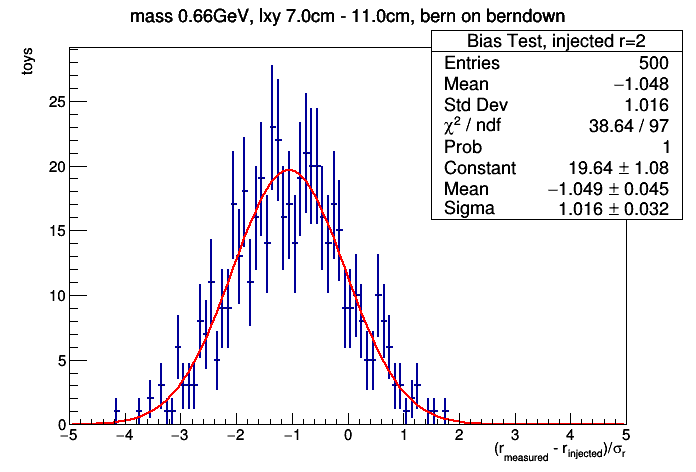 mass 0.66GeV, lxy 7.0cm - 11.0cm, bern on berndown
Bias Test, injected r=2
Entries 500
Mean −1.048
Std Dev 1.016
χ² / ndf 38.64 / 97
Prob 1
Constant 19.64 ± 1.08
Mean −1.049 ± 0.045
Sigma 1.016 ± 0.032
toys
25
20
15
10
5
0
−5 −4 −3 −2 −1 0 1 2 3 4 5
(r_measured - r_injected)/σ_r